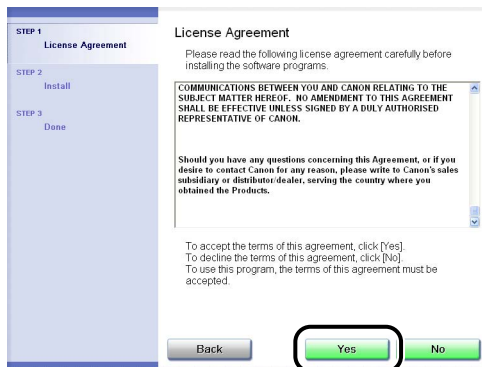 STEP 1
License Agreement
STEP 2
Install
STEP 3
Done
License Agreement
Please read the following license agreement carefully before
installing the software programs.
COMMUNICATIONS BETWEEN YOU AND CANON RELATING TO THE
SUBJECT MATTER HEREOF.  NO AMENDMENT TO THIS AGREEMENT
SHALL BE EFFECTIVE UNLESS SIGNED BY A DULY AUTHORISED
REPRESENTATIVE OF CANON.
Should you have any questions concerning this Agreement, or if you
desire to contact Canon for any reason, please write to Canon's sales
subsidiary or distributor/dealer, serving the country where you
obtained the Products.
To accept the terms of this agreement, click [Yes].
To decline the terms of this agreement, click [No].
To use this program, the terms of this agreement must be
accepted.
Back
Yes
No